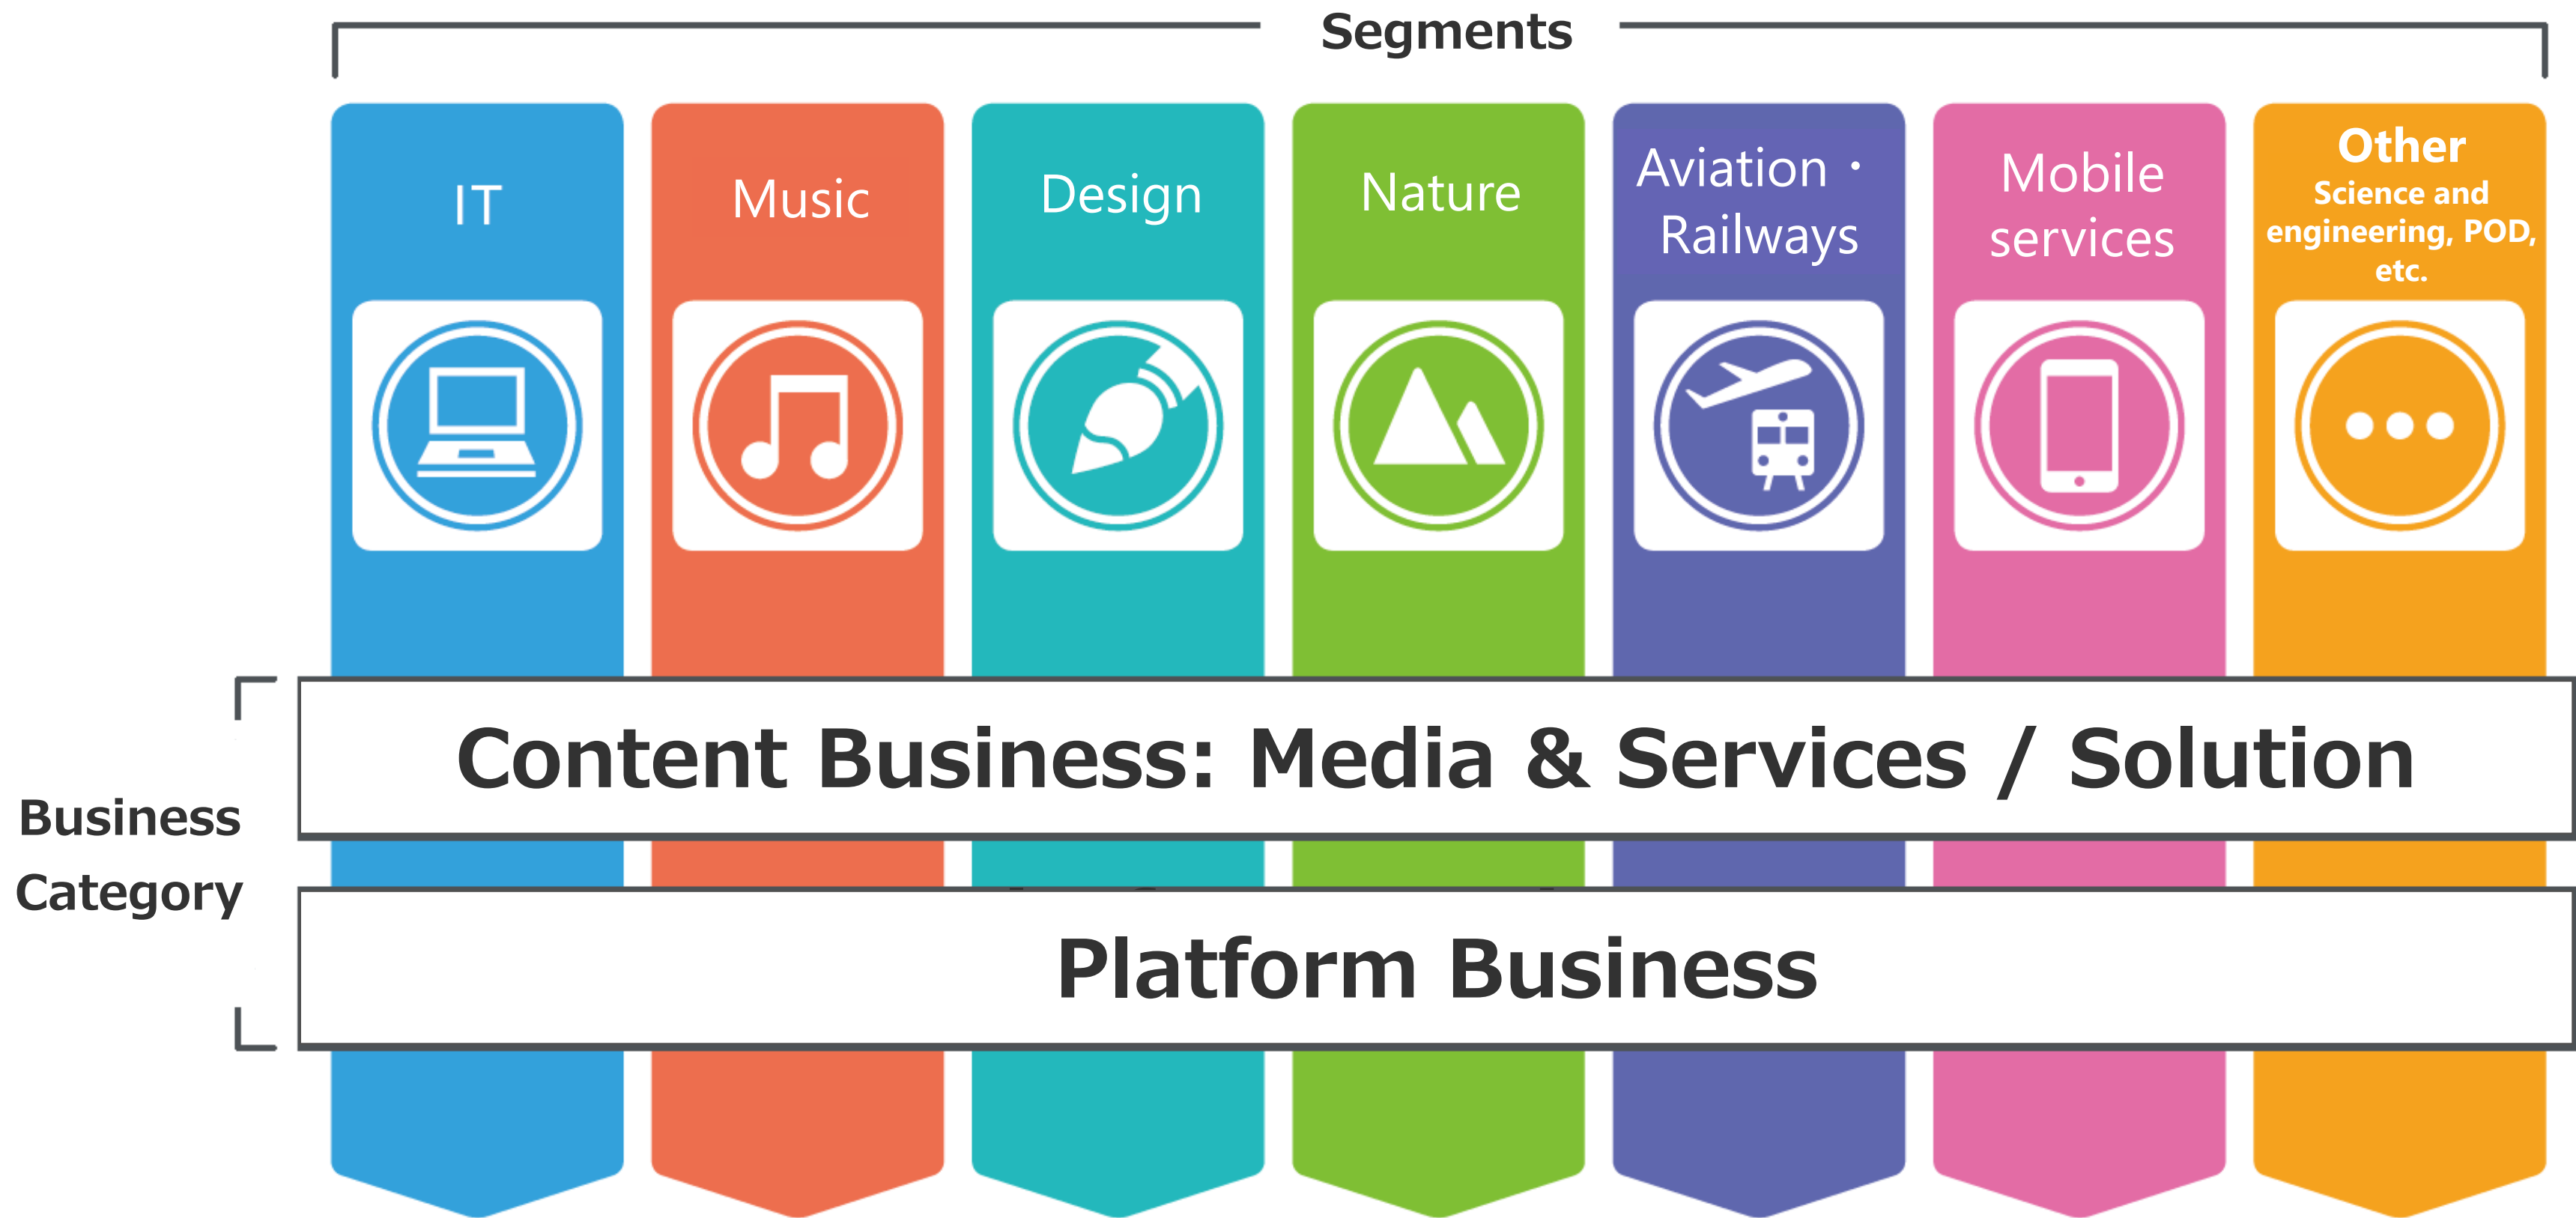 Segments
IT
Music
Design
Nature
Aviation・
Railways
Mobile
services
Other
Science and
engineering, POD,
etc.
Business
Category
Content Business: Media & Services / Solution
Platform Business